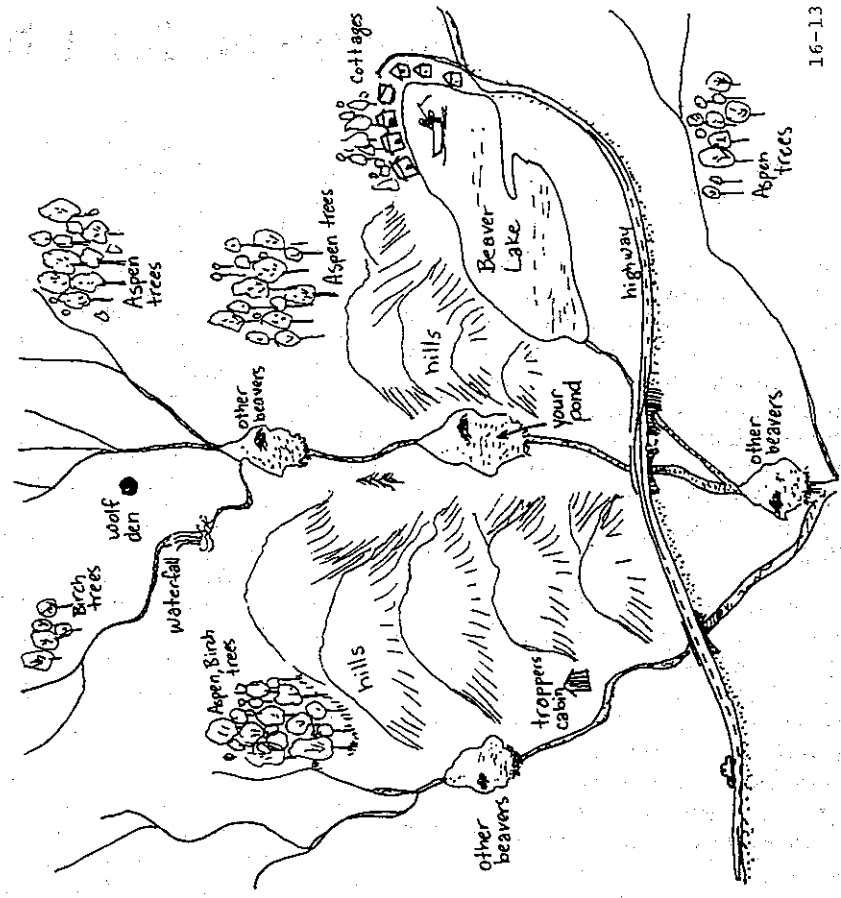 Birch
trees
wolf
den
Aspen
trees
Waterfall
Aspen, Birch
trees
other
beavers
Aspen trees
Cottages
hills
hills
other
beavers
Beaver
Lake
trappers
cabin
your
pond
highway
other
beavers
Aspen
trees
16-13